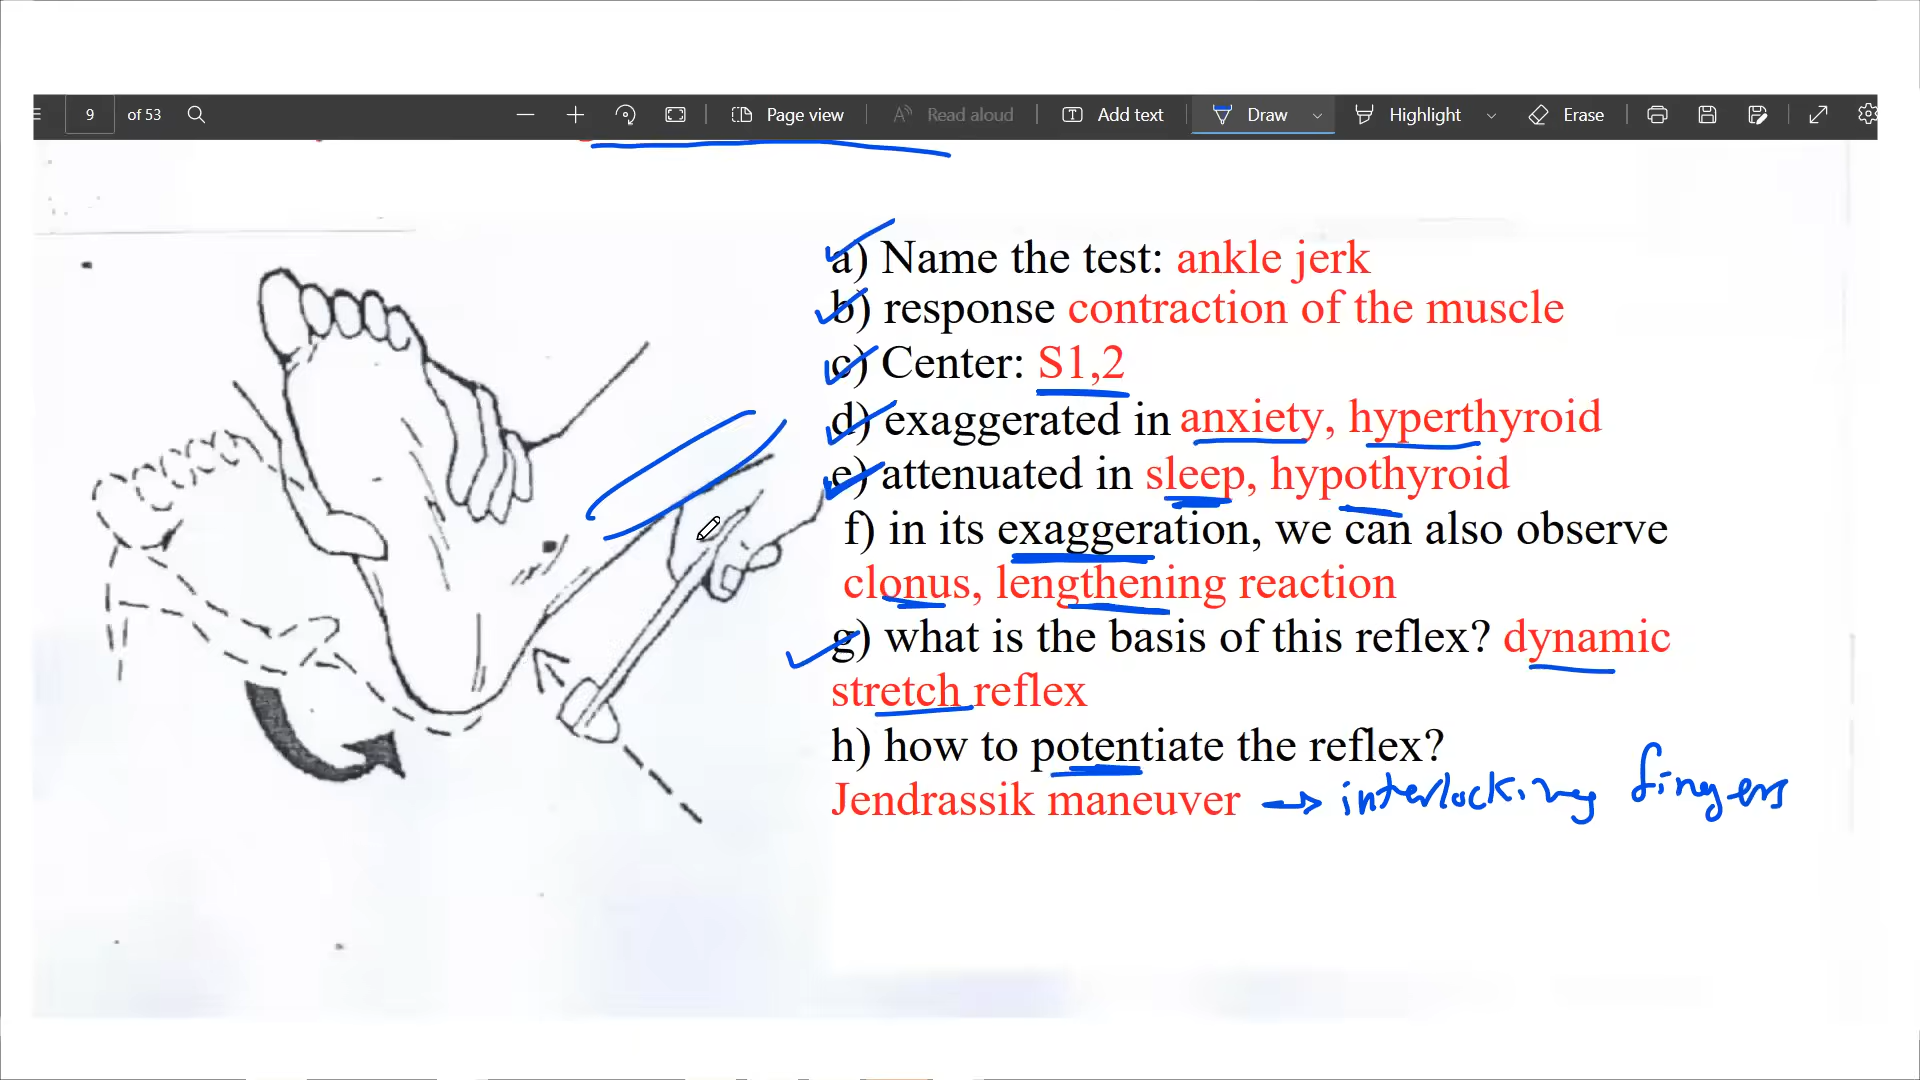 9 of 53 Page view Read aloud Add text Draw Highlight Erase
a) Name the test: ankle jerk
b) response contraction of the muscle
c) Center: S1,2
d) exaggerated in anxiety, hyperthyroid
e) attenuated in sleep, hypothyroid
f) in its exaggeration, we can also observe
clonus, lengthening reaction
g) what is the basis of this reflex? dynamic
stretch reflex
h) how to potentiate the reflex?
Jendrassik maneuver → interlocking fingers